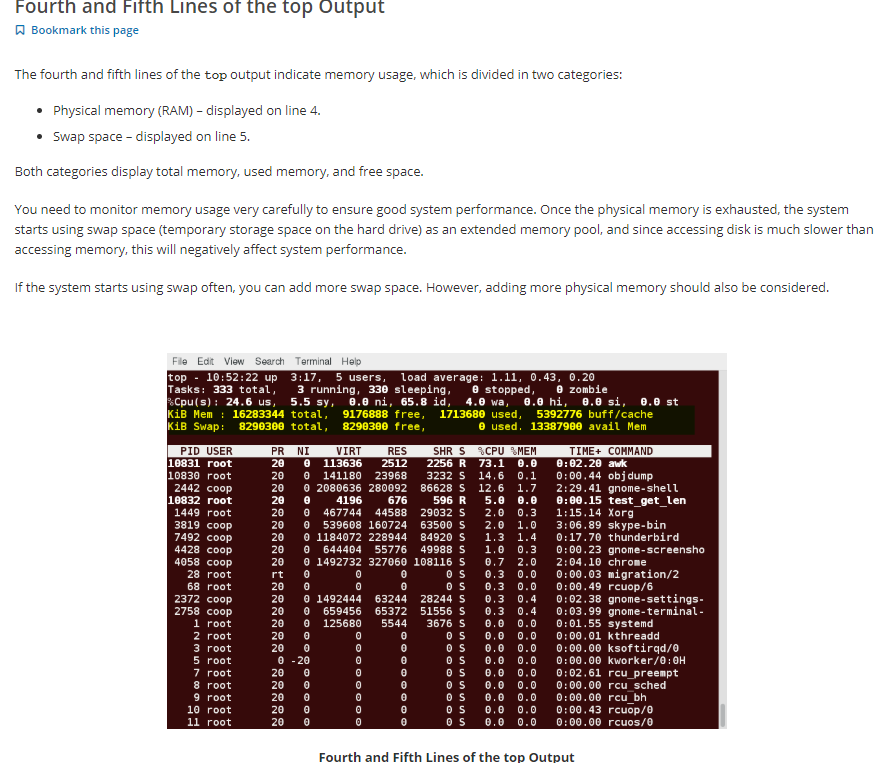 Fourth and Fifth Lines of the top Output
Bookmark this page
The fourth and fifth lines of the top output indicate memory usage, which is divided in two categories:
• Physical memory (RAM) – displayed on line 4.
• Swap space – displayed on line 5.
Both categories display total memory, used memory, and free space.
You need to monitor memory usage very carefully to ensure good system performance. Once the physical memory is exhausted, the system
starts using swap space (temporary storage space on the hard drive) as an extended memory pool, and since accessing disk is much slower than
accessing memory, this will negatively affect system performance.
If the system starts using swap often, you can add more swap space. However, adding more physical memory should also be considered.
File Edit View Search Terminal Help
top - 10:52:22 up 3:17, 5 users, load average: 1.11, 0.43, 0.20
Tasks: 333 total, 3 running, 330 sleeping, 0 stopped, 0 zombie
%Cpu(s): 24.6 us, 5.5 sy, 0.0 ni, 65.8 id, 4.0 wa, 0.0 hi, 0.0 si, 0.0 st
KiB Mem : 16283344 total, 9176888 free, 1713680 used, 5392776 buff/cache
KiB Swap: 8290300 total, 8290300 free, 0 used. 13387900 avail Mem
PID USER PR NI VIRT RES SHR S %CPU %MEM TIME+ COMMAND
10831 root 20 0 113636 2512 2256 R 73.1 0.0 0:02.20 awk
10830 root 20 0 141180 23968 3232 S 14.6 0.1 0:00.44 objdump
2442 coop 20 0 2080636 280092 86628 S 12.6 1.7 2:29.41 gnome-shell
10832 root 20 0 4196 676 596 R 5.0 0.0 0:00.15 test_get_len
1449 root 20 0 467744 44588 29032 S 2.0 0.3 1:15.14 Xorg
3819 coop 20 0 539608 160724 63500 S 2.0 1.0 3:06.89 skype-bin
7492 coop 20 0 1184072 228944 84920 S 1.3 1.4 0:17.70 thunderbird
4428 coop 20 0 644404 55776 49988 S 1.0 0.3 0:00.23 gnome-screensho
4058 coop 20 0 1492732 327060 108116 S 0.7 2.0 2:04.10 chrome
28 root rt 0 0 0 0 S 0.3 0.0 0:00.03 migration/2
68 root 20 0 0 0 0 S 0.3 0.0 0:00.49 rcuop/6
2372 coop 20 0 1492444 63244 28244 S 0.3 0.4 0:02.38 gnome-settings-
2758 coop 20 0 659456 65372 51556 S 0.3 0.4 0:03.99 gnome-terminal-
1 root 20 0 125680 5544 3676 S 0.0 0.0 0:01.55 systemd
2 root 20 0 0 0 0 S 0.0 0.0 0:00.01 kthreadd
3 root 20 0 0 0 0 S 0.0 0.0 0:00.00 ksoftirqd/0
5 root 0 -20 0 0 0 S 0.0 0.0 0:00.00 kworker/0:0H
7 root 20 0 0 0 0 S 0.0 0.0 0:02.61 rcu_preempt
8 root 20 0 0 0 0 S 0.0 0.0 0:00.00 rcu_sched
9 root 20 0 0 0 0 S 0.0 0.0 0:00.00 rcu_bh
10 root 20 0 0 0 0 S 0.0 0.0 0:00.43 rcuop/0
11 root 20 0 0 0 0 S 0.0 0.0 0:00.00 rcuos/0
Fourth and Fifth Lines of the top Output